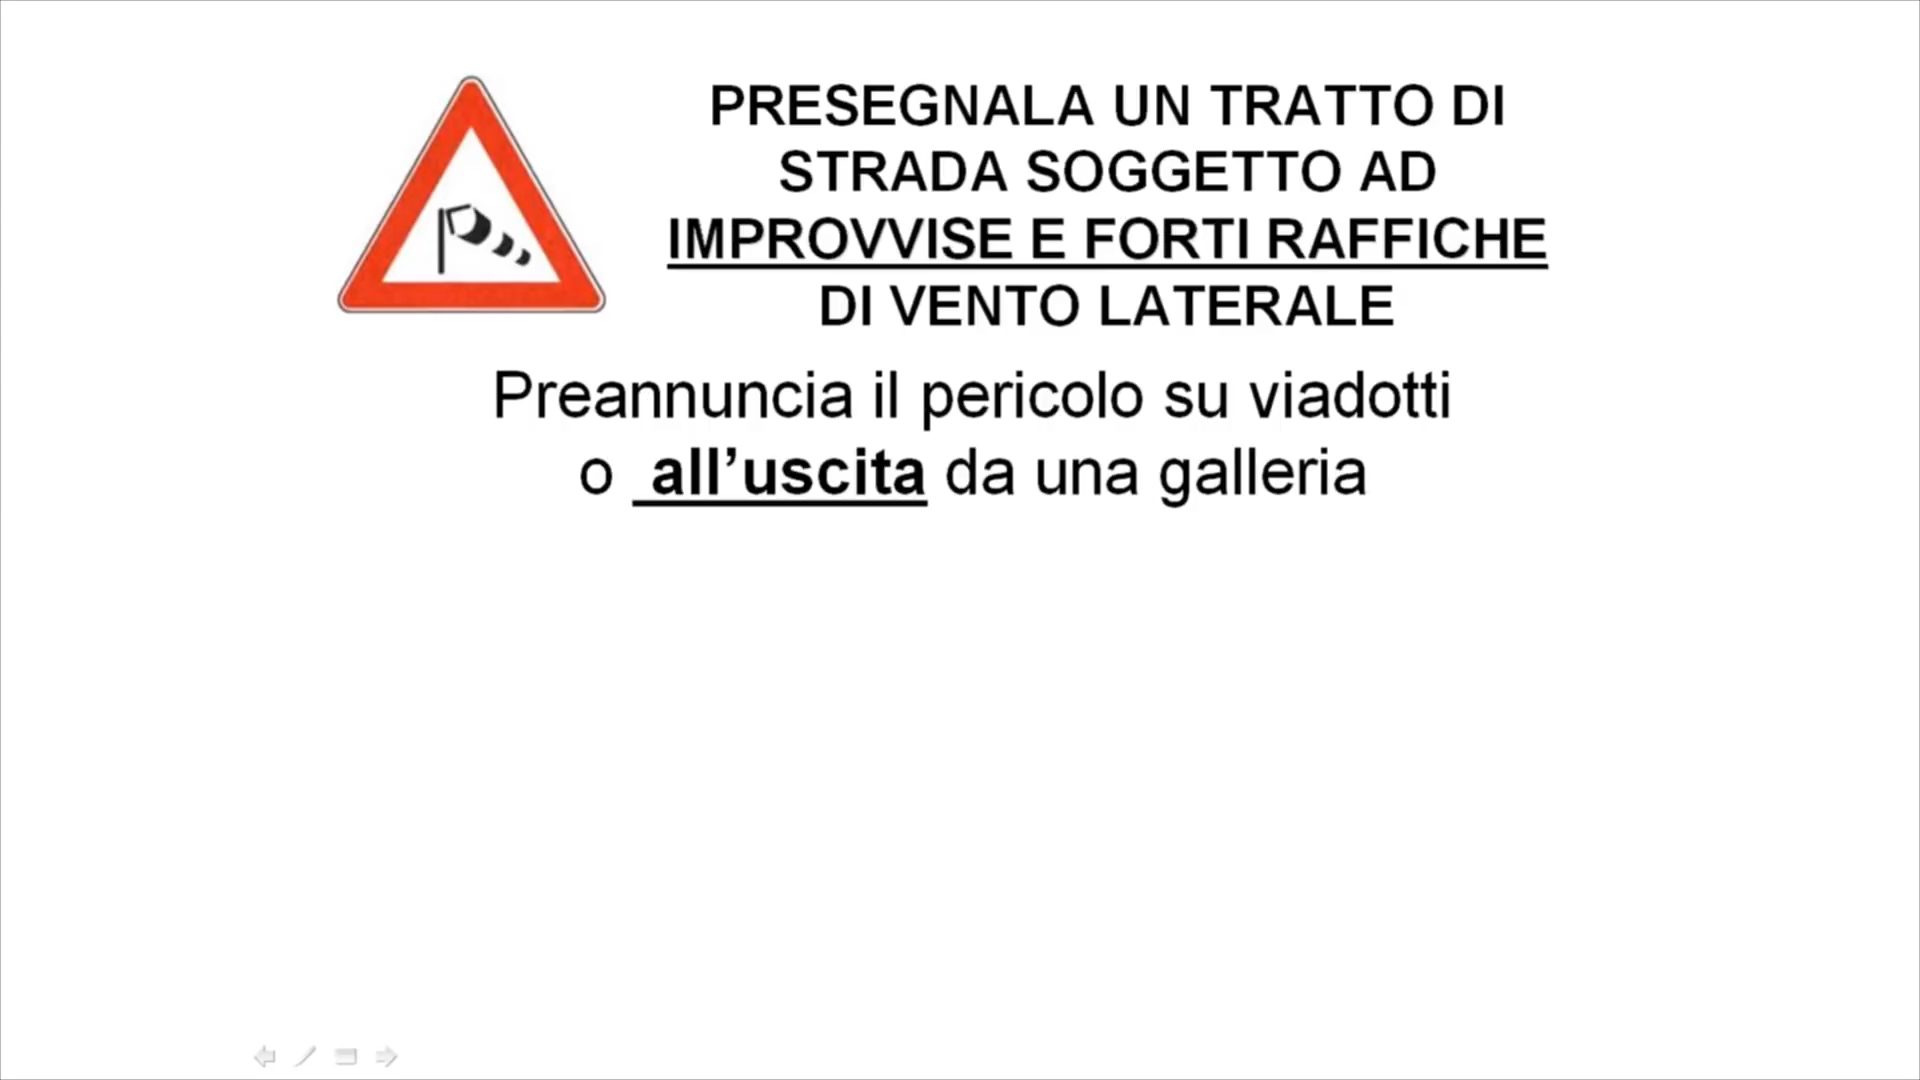 PRESEGNALA UN TRATTO DI
STRADA SOGGETTO AD
IMPROVVISE E FORTI RAFFICHE
DI VENTO LATERALE
Preannuncia il pericolo su viadotti
o all’uscita da una galleria